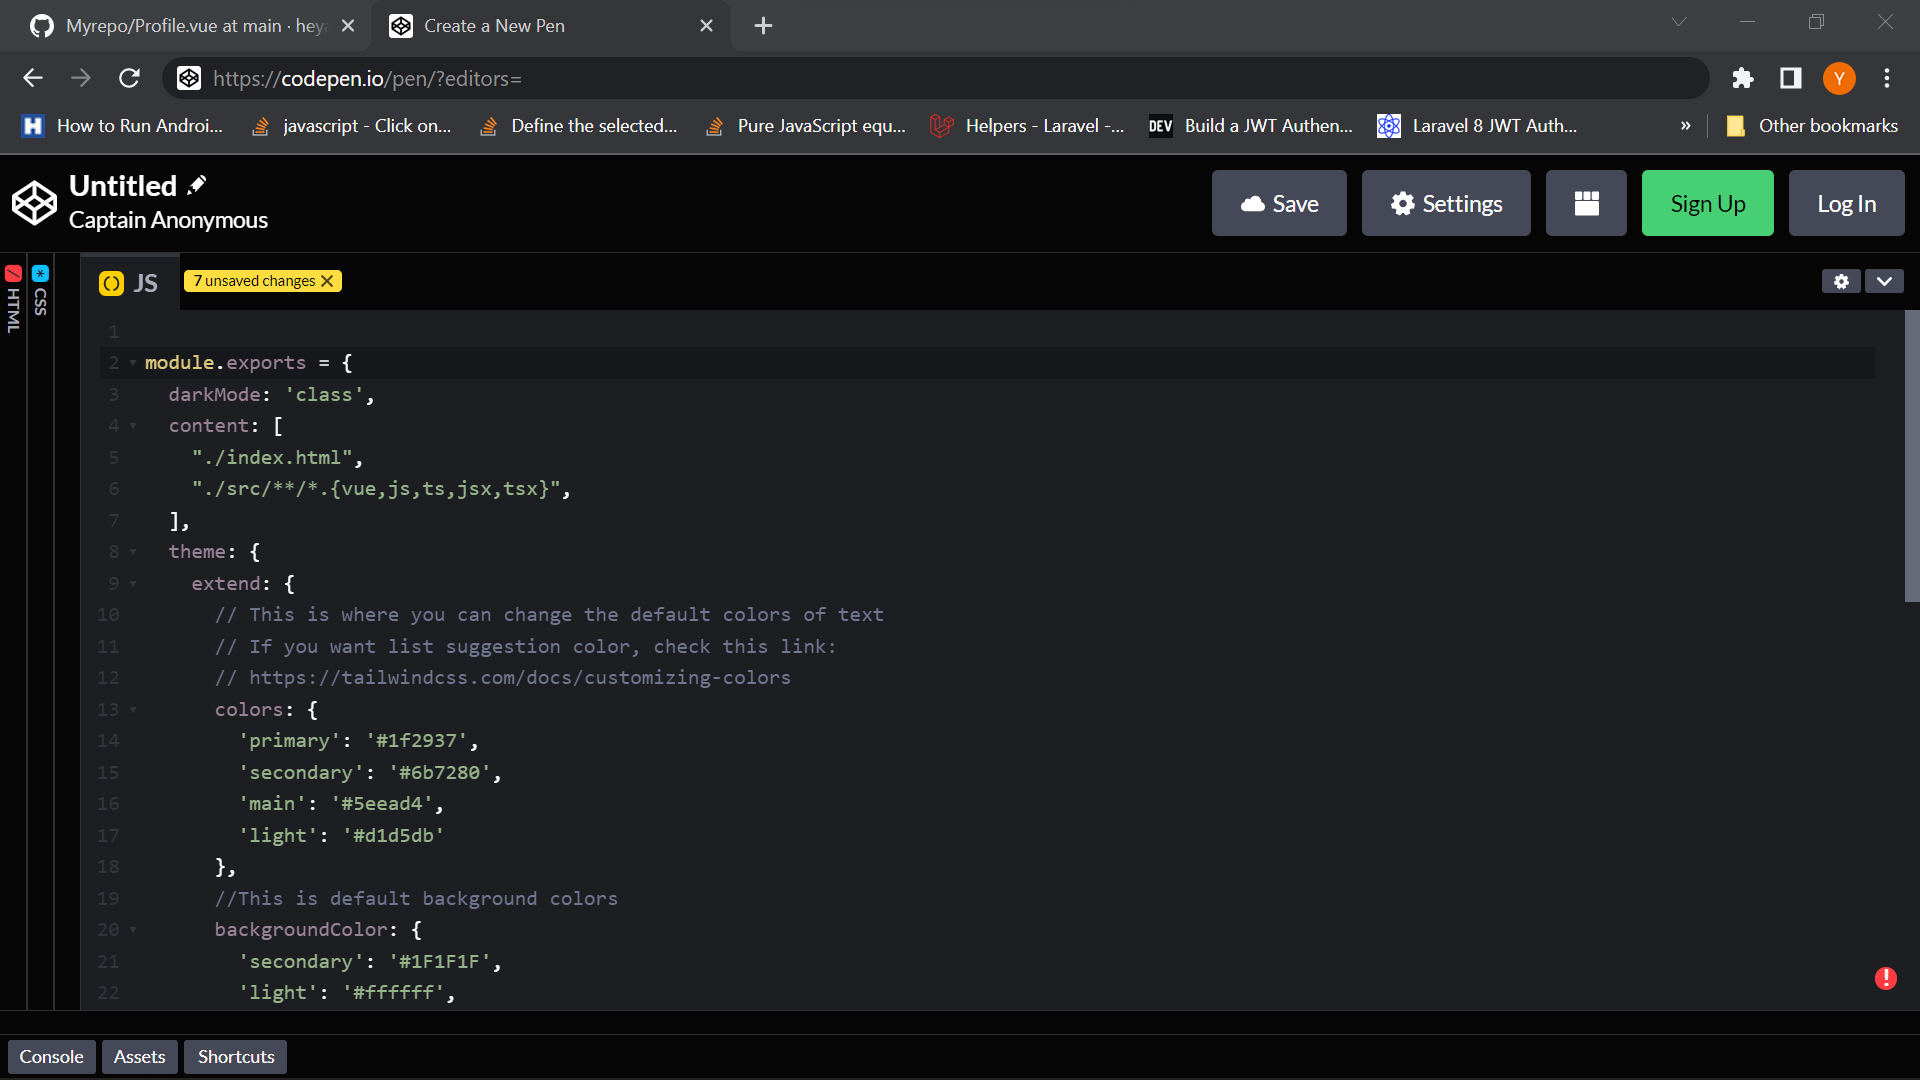 Myrepo/Profile.vue at main · hey
Create a New Pen
https://codepen.io/pen/?editors=
Y
How to Run Androi...
javascript - Click on...
Define the selected...
Pure JavaScript equ...
Helpers - Laravel -...
DEV
Build a JWT Authen...
Laravel 8 JWT Auth...
»
Other bookmarks
Untitled
Captain Anonymous
Save
Settings
Sign Up
Log In
HTML
CSS
JS
7 unsaved changes
1
2 module.exports = {
3 darkMode: 'class',
4 content: [
5 "./index.html",
6 "./src/**/*.{vue,js,ts,jsx,tsx}",
7 ],
8 theme: {
9 extend: {
10 // This is where you can change the default colors of text
11 // If you want list suggestion color, check this link:
12 // https://tailwindcss.com/docs/customizing-colors
13 colors: {
14 'primary': '#1f2937',
15 'secondary': '#6b7280',
16 'main': '#5eead4',
17 'light': '#d1d5db'
18 },
19 //This is default background colors
20 backgroundColor: {
21 'secondary': '#1F1F1F',
22 'light': '#ffffff',
Console
Assets
Shortcuts